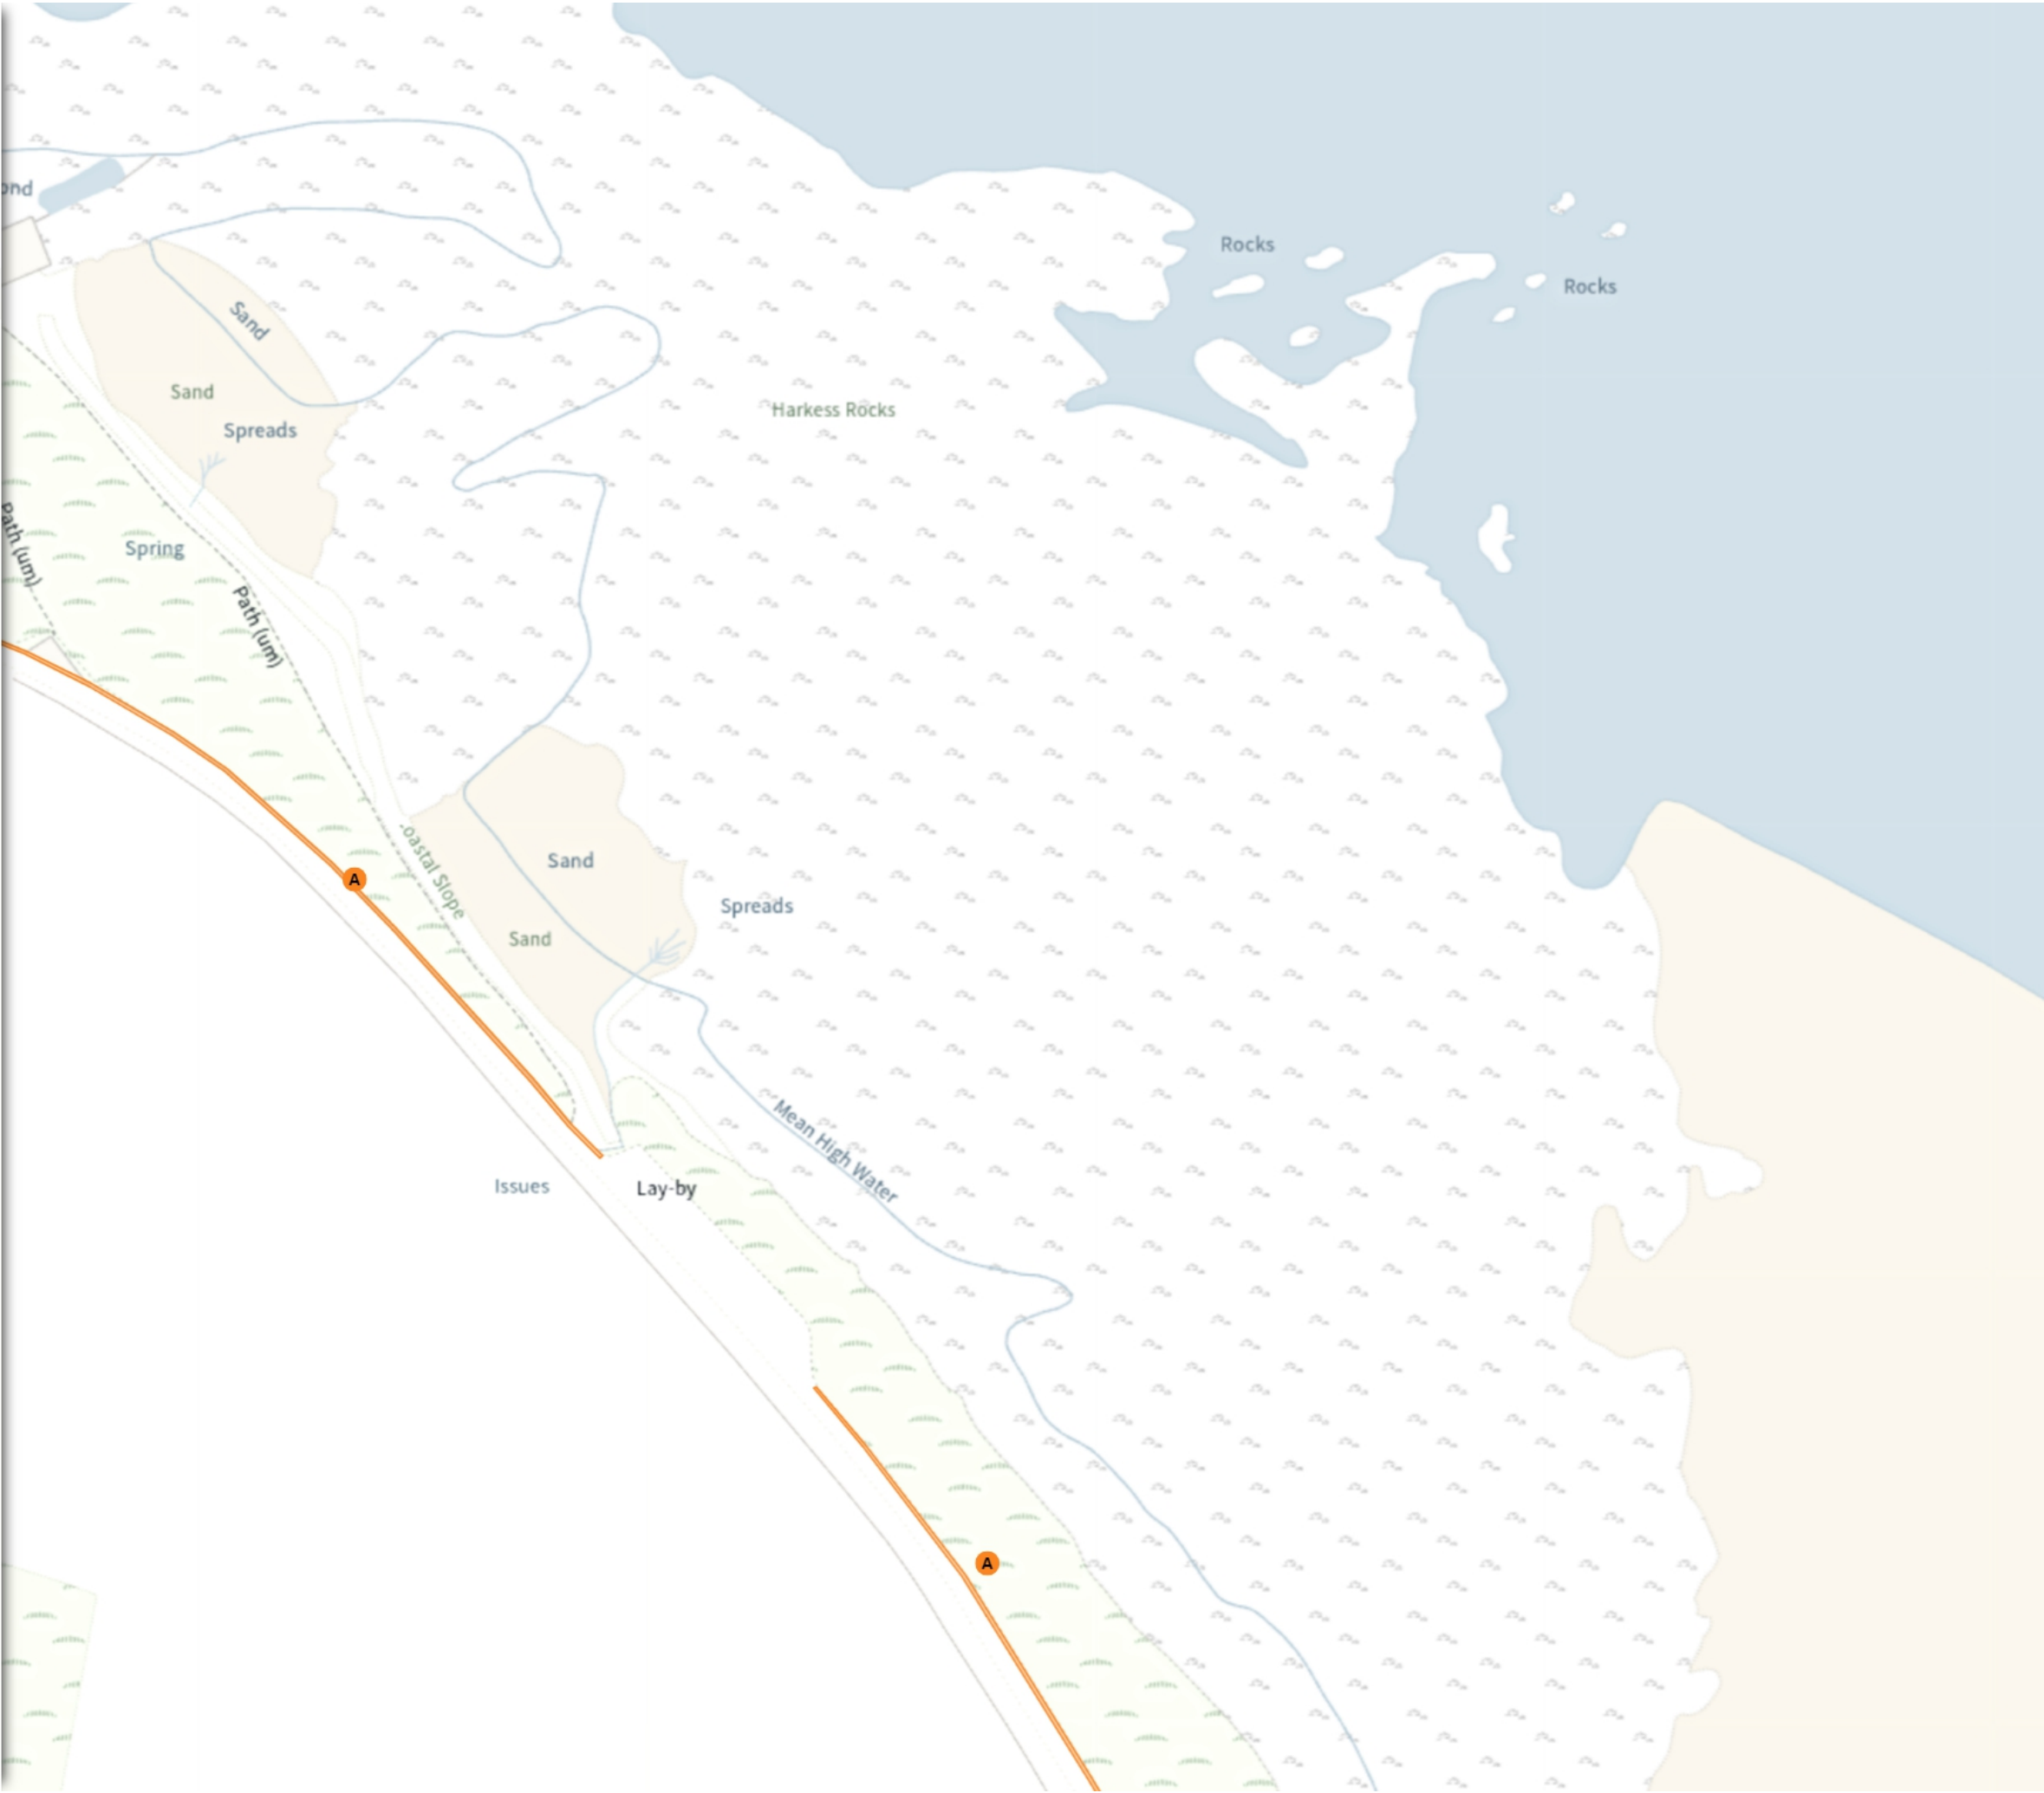 ond
Rocks
Rocks
Sand
Sand
Harkess Rocks
Spreads
Path (um)
Spring
Path (um)
oastal Slope
Sand
A
Spreads
Sand
Mean High Water
Issues
Lay-by
A